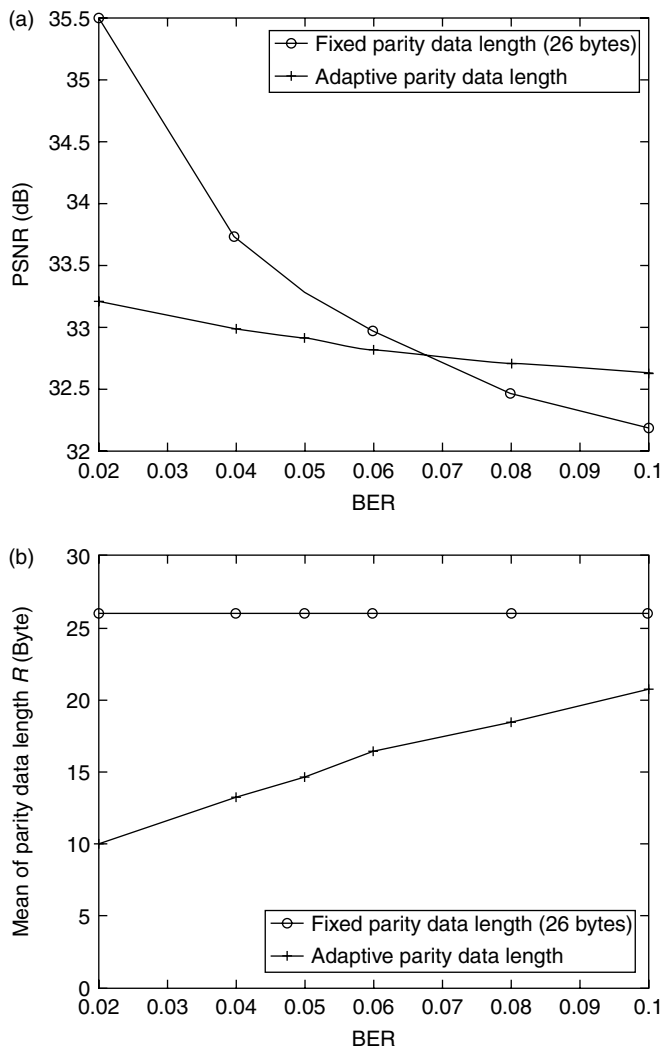 (a)
35.5
35
34.5
34
33.5
33
32.5
32
PSNR (dB)
Fixed parity data length (26 bytes)
Adaptive parity data length
0.02 0.03 0.04 0.05 0.06 0.07 0.08 0.09 0.1
BER
(b)
30
25
20
15
10
5
0
Mean of parity data length R (Byte)
Fixed parity data length (26 bytes)
Adaptive parity data length
0.02 0.03 0.04 0.05 0.06 0.07 0.08 0.09 0.1
BER